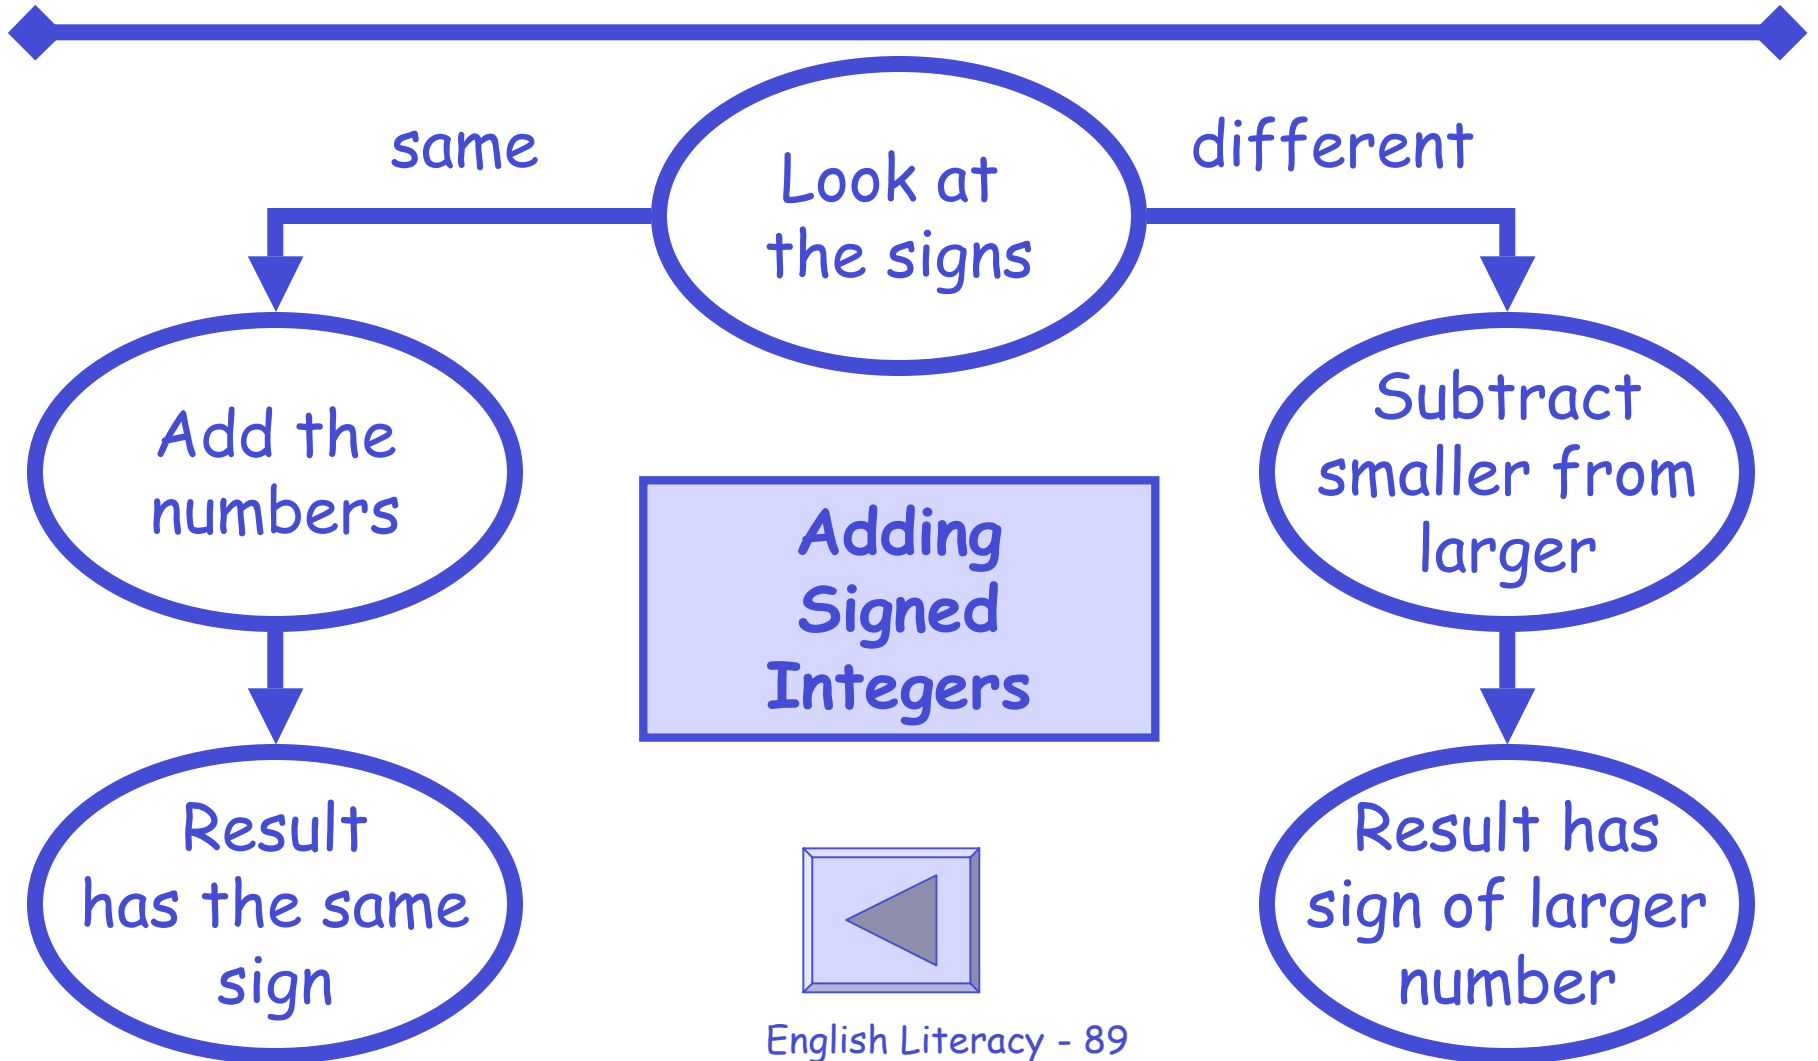 same
Look at
the signs
different
Add the
numbers
Subtract
smaller from
larger
Adding
Signed
Integers
Result
has the same
sign
Result has
sign of larger
number
English Literacy - 89